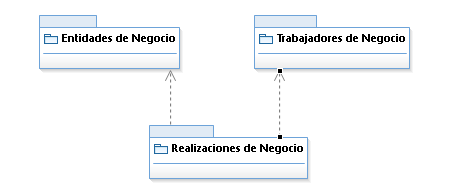 Entidades de Negocio
Trabajadores de Negocio
Realizaciones de Negocio